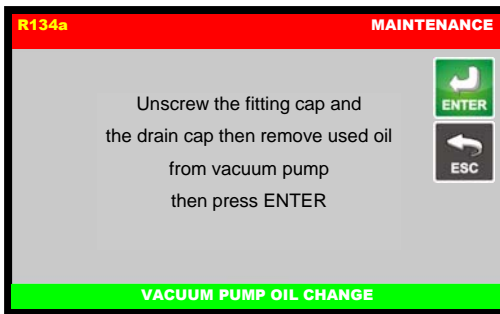 R134a MAINTENANCE
Unscrew the fitting cap and
the drain cap then remove used oil
from vacuum pump
then press ENTER
ENTER
ESC
VACUUM PUMP OIL CHANGE